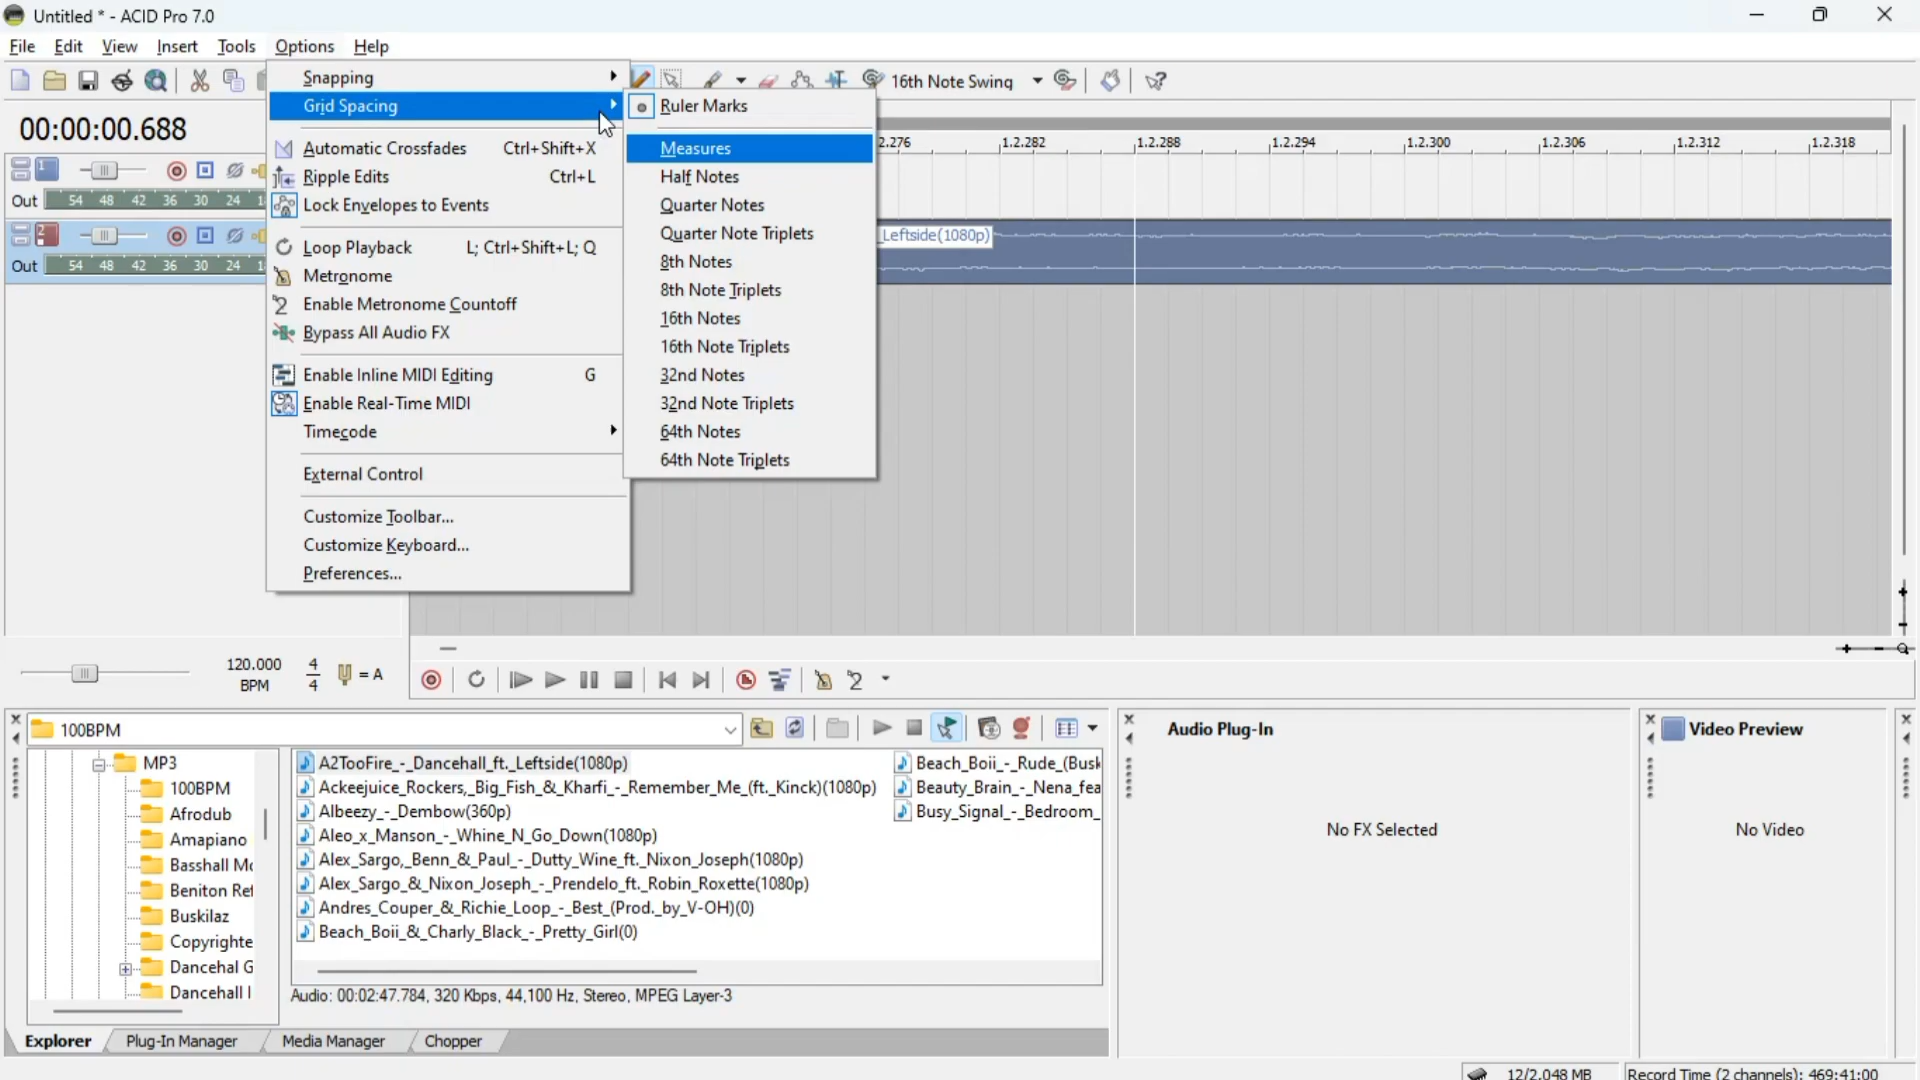 Untitled * - ACID Pro 7.0
File Edit View Insert Tools Options Help
16th Note Swing
00:00:00.688
Out 54 48 42 36 30 24
Out 54 48 42 36 30 24
Snapping
Grid Spacing
Automatic Crossfades Ctrl+Shift+X
Ripple Edits Ctrl+L
Lock Envelopes to Events
Loop Playback L; Ctrl+Shift+L; Q
Metronome
Enable Metronome Countoff
Bypass All Audio FX
Enable Inline MIDI Editing G
Enable Real-Time MIDI
Timecode
External Control
Customize Toolbar...
Customize Keyboard...
Preferences...
Ruler Marks
Measures
Half Notes
Quarter Notes
Quarter Note Triplets
8th Notes
8th Note Triplets
16th Notes
16th Note Triplets
32nd Notes
32nd Note Triplets
64th Notes
64th Note Triplets
2.276 1.2.282 1.2.288 1.2.294 1.2.300 1.2.306 1.2.312 1.2.318
_Leftside(1080p)
120.000 BPM
4
4
= A
100BPM
MP3
100BPM
Afrodub
Amapiano
Basshall Mo
Beniton Ref
Buskilaz
Copyrighte
Dancehal G
Dancehall I
A2TooFire_-_Dancehall_ft._Leftside(1080p)
Ackeejuice_Rockers,_Big_Fish_&_Kharfi_-_Remember_Me_(ft._Kinck)(1080p)
Albeezy_-_Dembow(360p)
Aleo_x_Manson_-_Whine_N_Go_Down(1080p)
Alex_Sargo,_Benn_&_Paul_-_Dutty_Wine_ft._Nixon_Joseph(1080p)
Alex_Sargo_&_Nixon_Joseph_-_Prendelo_ft._Robin_Roxette(1080p)
Andres_Couper_&_Richie_Loop_-_Best_(Prod._by_V-OH)(0)
Beach_Boii_&_Charly_Black_-_Pretty_Girl(0)
Beach_Boii_-_Rude_(Busk
Beauty_Brain_-_Nena_fea
Busy_Signal_-_Bedroom_
Audio: 00:02:47.784, 320 Kbps, 44,100 Hz, Stereo, MPEG Layer-3
Explorer Plug-In Manager Media Manager Chopper
Audio Plug-In
No FX Selected
Video Preview
No Video
12/2,048 MB Record Time (2 channels): 469:41:00